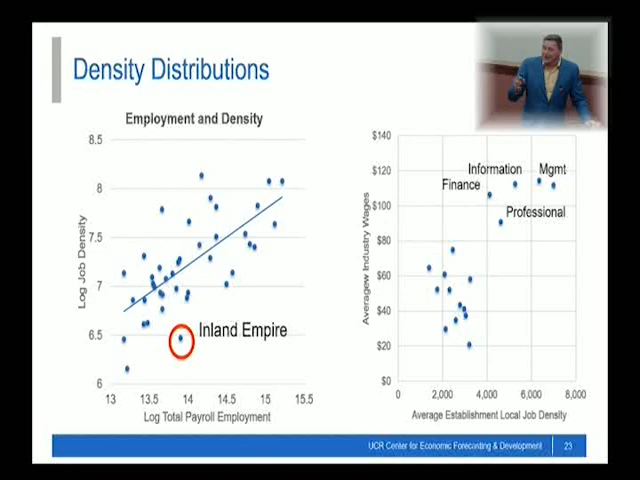 Density Distributions
Employment and Density
8.5
8
7.5
7
6.5
6
Log Job Density
Inland Empire
13 13.5 14 14.5 15 15.5
Log Total Payroll Employment
$140
$120
$100
$80
$60
$40
$20
$0
Averagew Industry Wages
Information Mgmt
Finance
Professional
0 2,000 4,000 6,000 8,000
Average Establishment Local Job Density
UCR Center for Economic Forecasting & Development 23